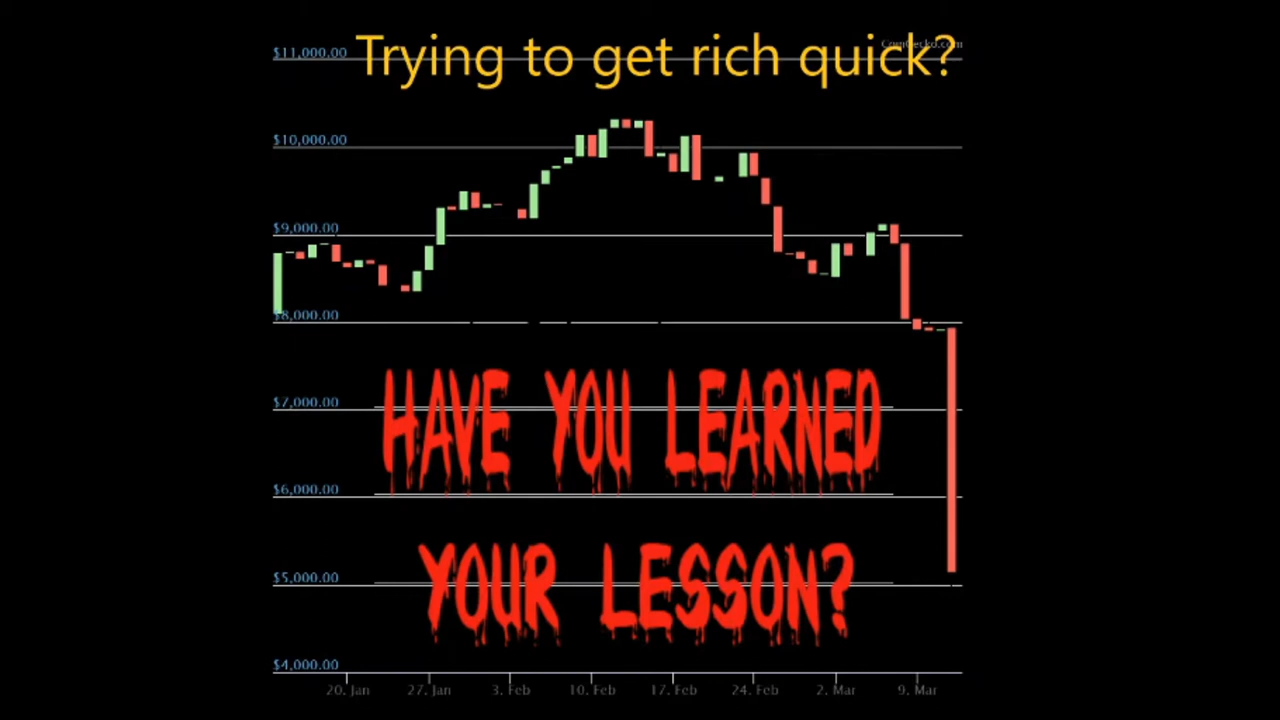 CoinGecko.com
Trying to get rich quick?
$11,000.00
$10,000.00
$9,000.00
$8,000.00
HAVE YOU LEARNED
$7,000.00
$6,000.00
YOUR LESSON?
$5,000.00
$4,000.00
20. Jan 27. Jan 3. Feb 10. Feb 17. Feb 24. Feb 2. Mar 9. Mar